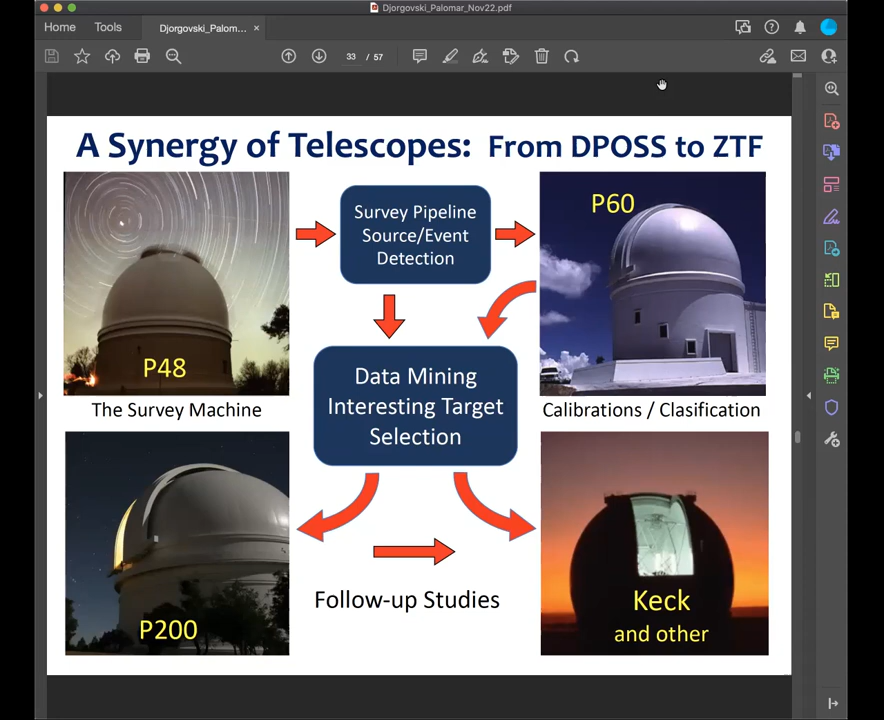 Djorgovski_Palomar_Nov22.pdf
Home Tools Djorgovski_Palom... ×
33 / 57
A Synergy of Telescopes: From DPOSS to ZTF
P48
The Survey Machine
Survey Pipeline
Source/Event
Detection
P60
Calibrations / Clasification
Data Mining
Interesting Target
Selection
P200
Follow-up Studies
Keck
and other